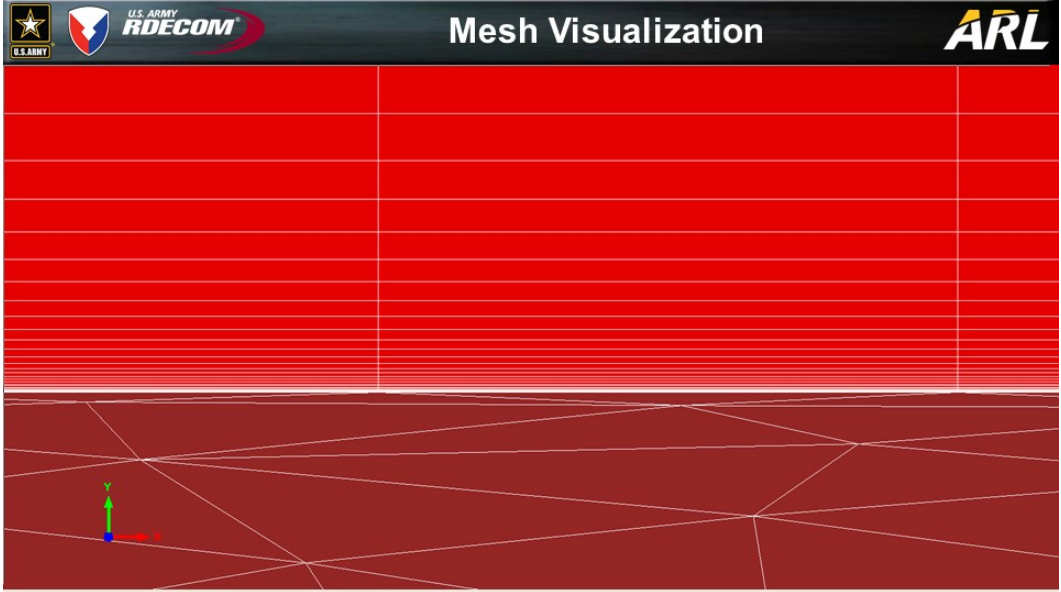 U.S.ARMY
U.S. ARMY
RDECOM®
Mesh Visualization
ARL
Y
X